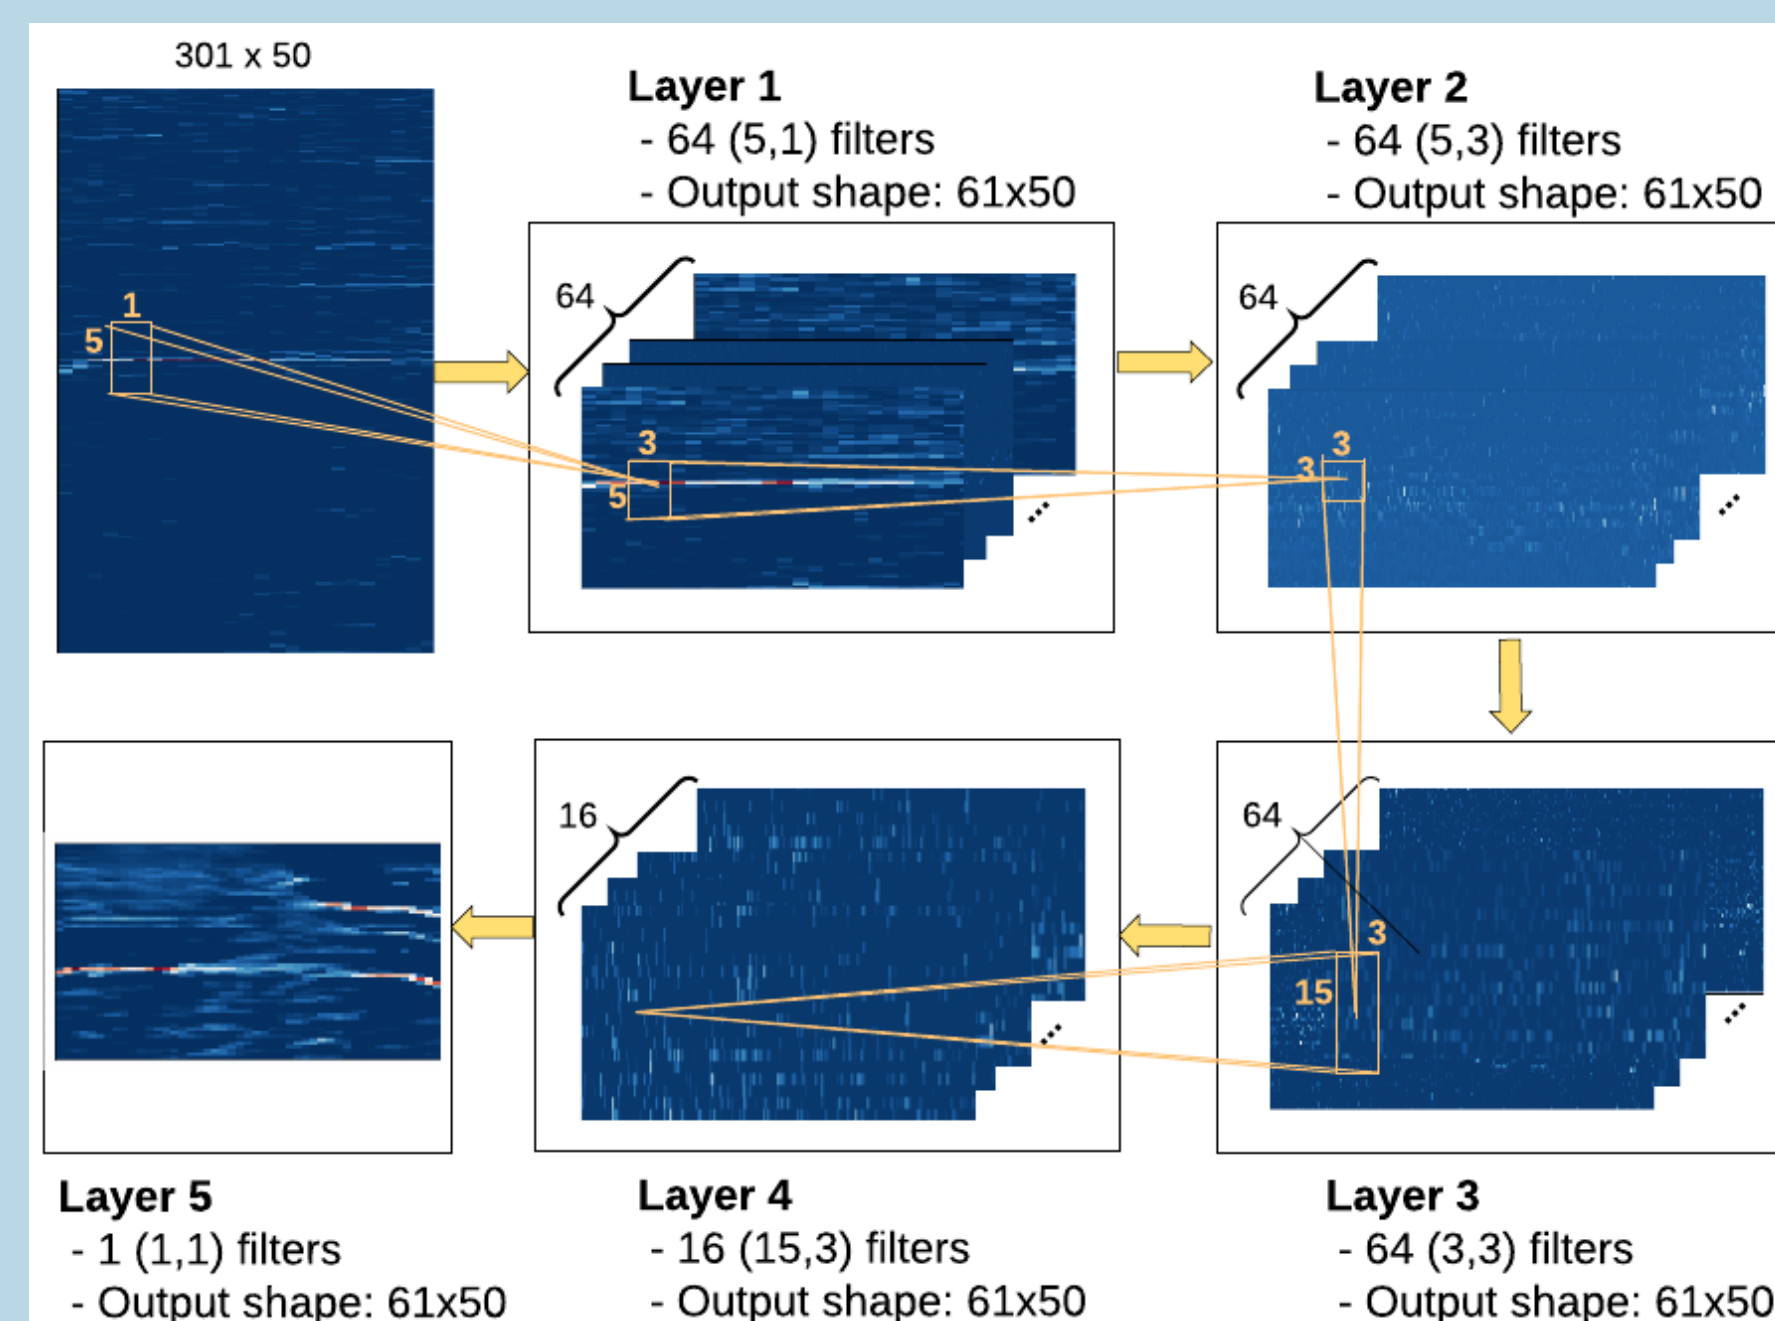 301 x 50
Layer 1
- 64 (5,1) filters
- Output shape: 61x50
Layer 2
- 64 (5,3) filters
- Output shape: 61x50
1
5
64
3
5
64
3
3
16
64
3
15
Layer 5
- 1 (1,1) filters
- Output shape: 61x50
Layer 4
- 16 (15,3) filters
- Output shape: 61x50
Layer 3
- 64 (3,3) filters
- Output shape: 61x50